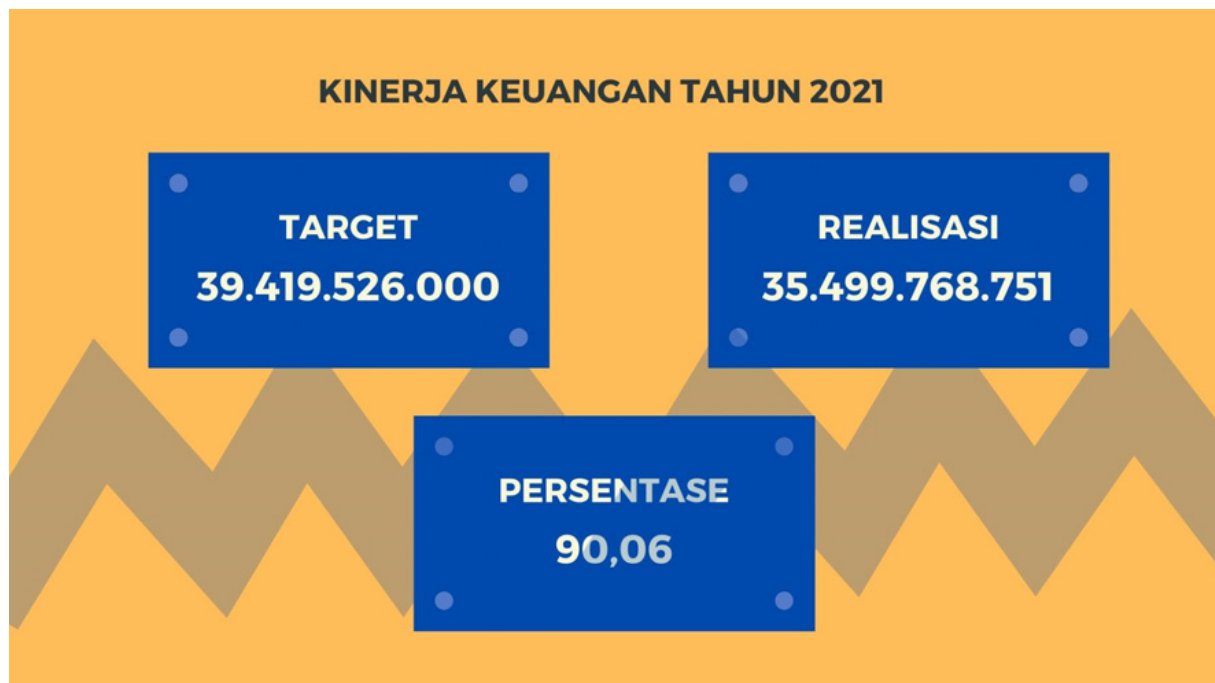 KINERJA KEUANGAN TAHUN 2021
TARGET
39.419.526.000
REALISASI
35.499.768.751
PERSENTASE
90,06